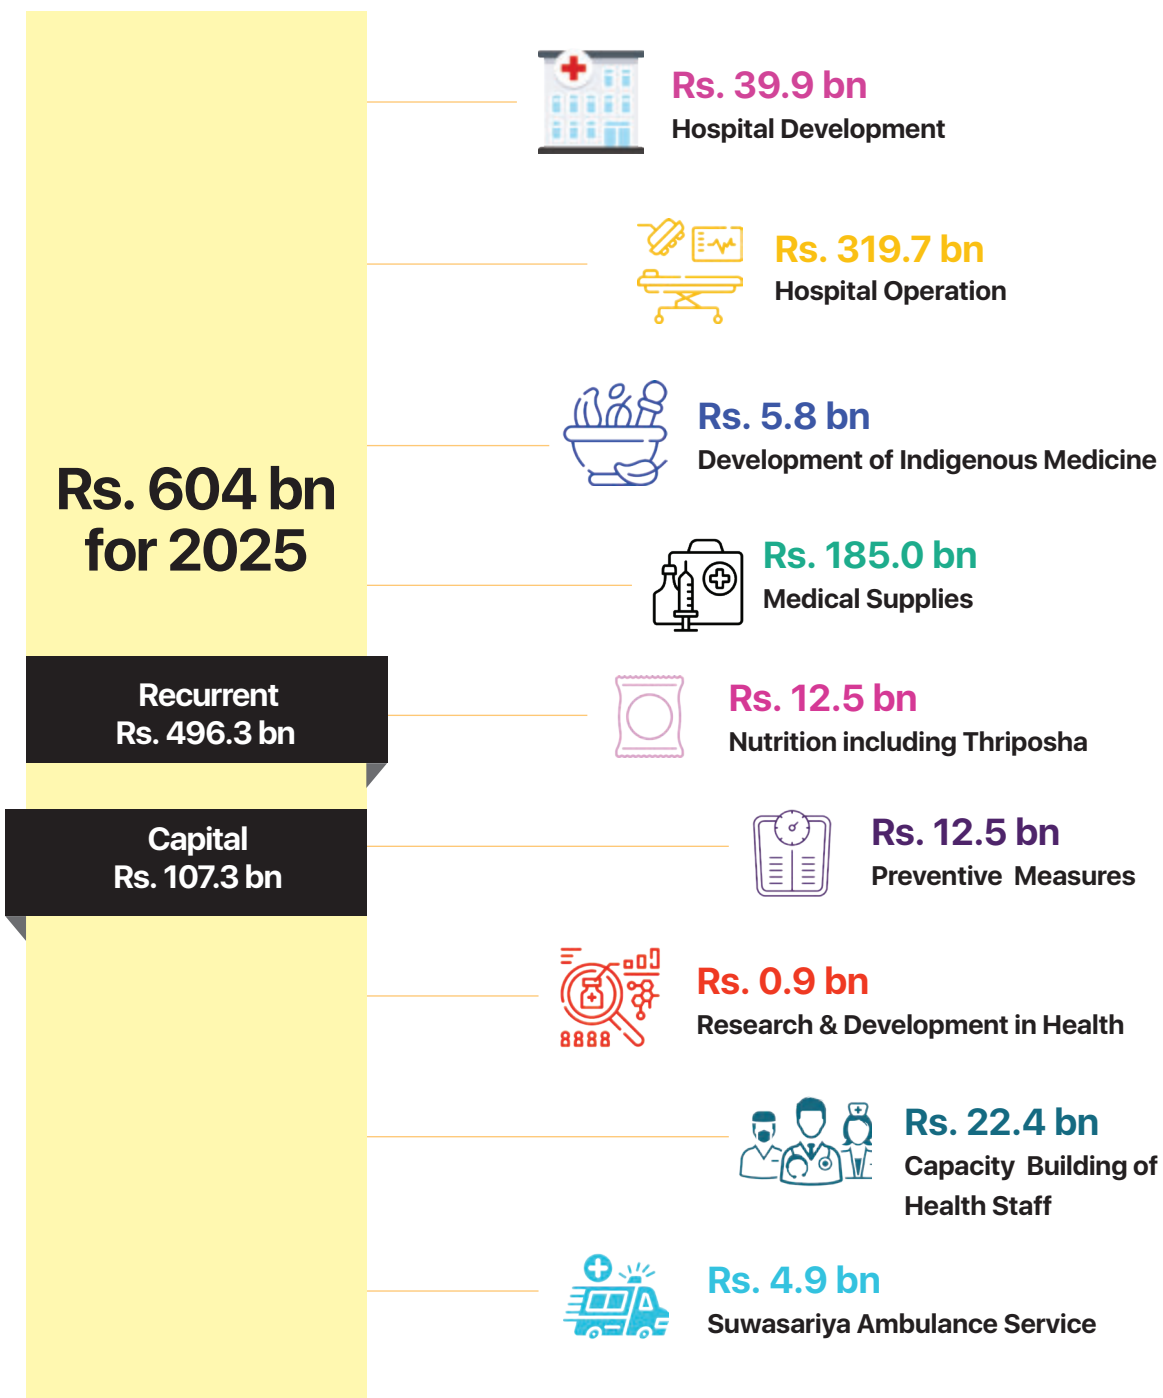 Rs. 604 bn
for 2025
Recurrent
Rs. 496.3 bn
Capital
Rs. 107.3 bn
Rs. 39.9 bn
Hospital Development
Rs. 319.7 bn
Hospital Operation
Rs. 5.8 bn
Development of Indigenous Medicine
Rs. 185.0 bn
Medical Supplies
Rs. 12.5 bn
Nutrition including Thriposha
Rs. 12.5 bn
Preventive Measures
8888
Rs. 0.9 bn
Research & Development in Health
Rs. 22.4 bn
Capacity Building of
Health Staff
Rs. 4.9 bn
Suwasariya Ambulance Service